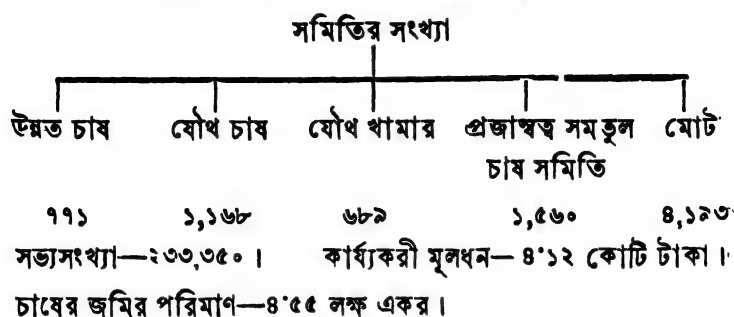 সমিতির সংখ্যা
উন্নত চাষ যৌথ চাষ যৌথ খামার প্রজাস্বত্ব সমতুল মোট
চাষ সমিতি
৭৭১ ১,১৬৮ ৬৮৯ ১,৫৬০ ৪,১৯৩
সভ্যসংখ্যা—২৩৩,৩৫০। কার্য্যকরী মূলধন—৪·১২ কোটি টাকা।
চাষের জমির পরিমাণ—৪·৫৫ লক্ষ একর।